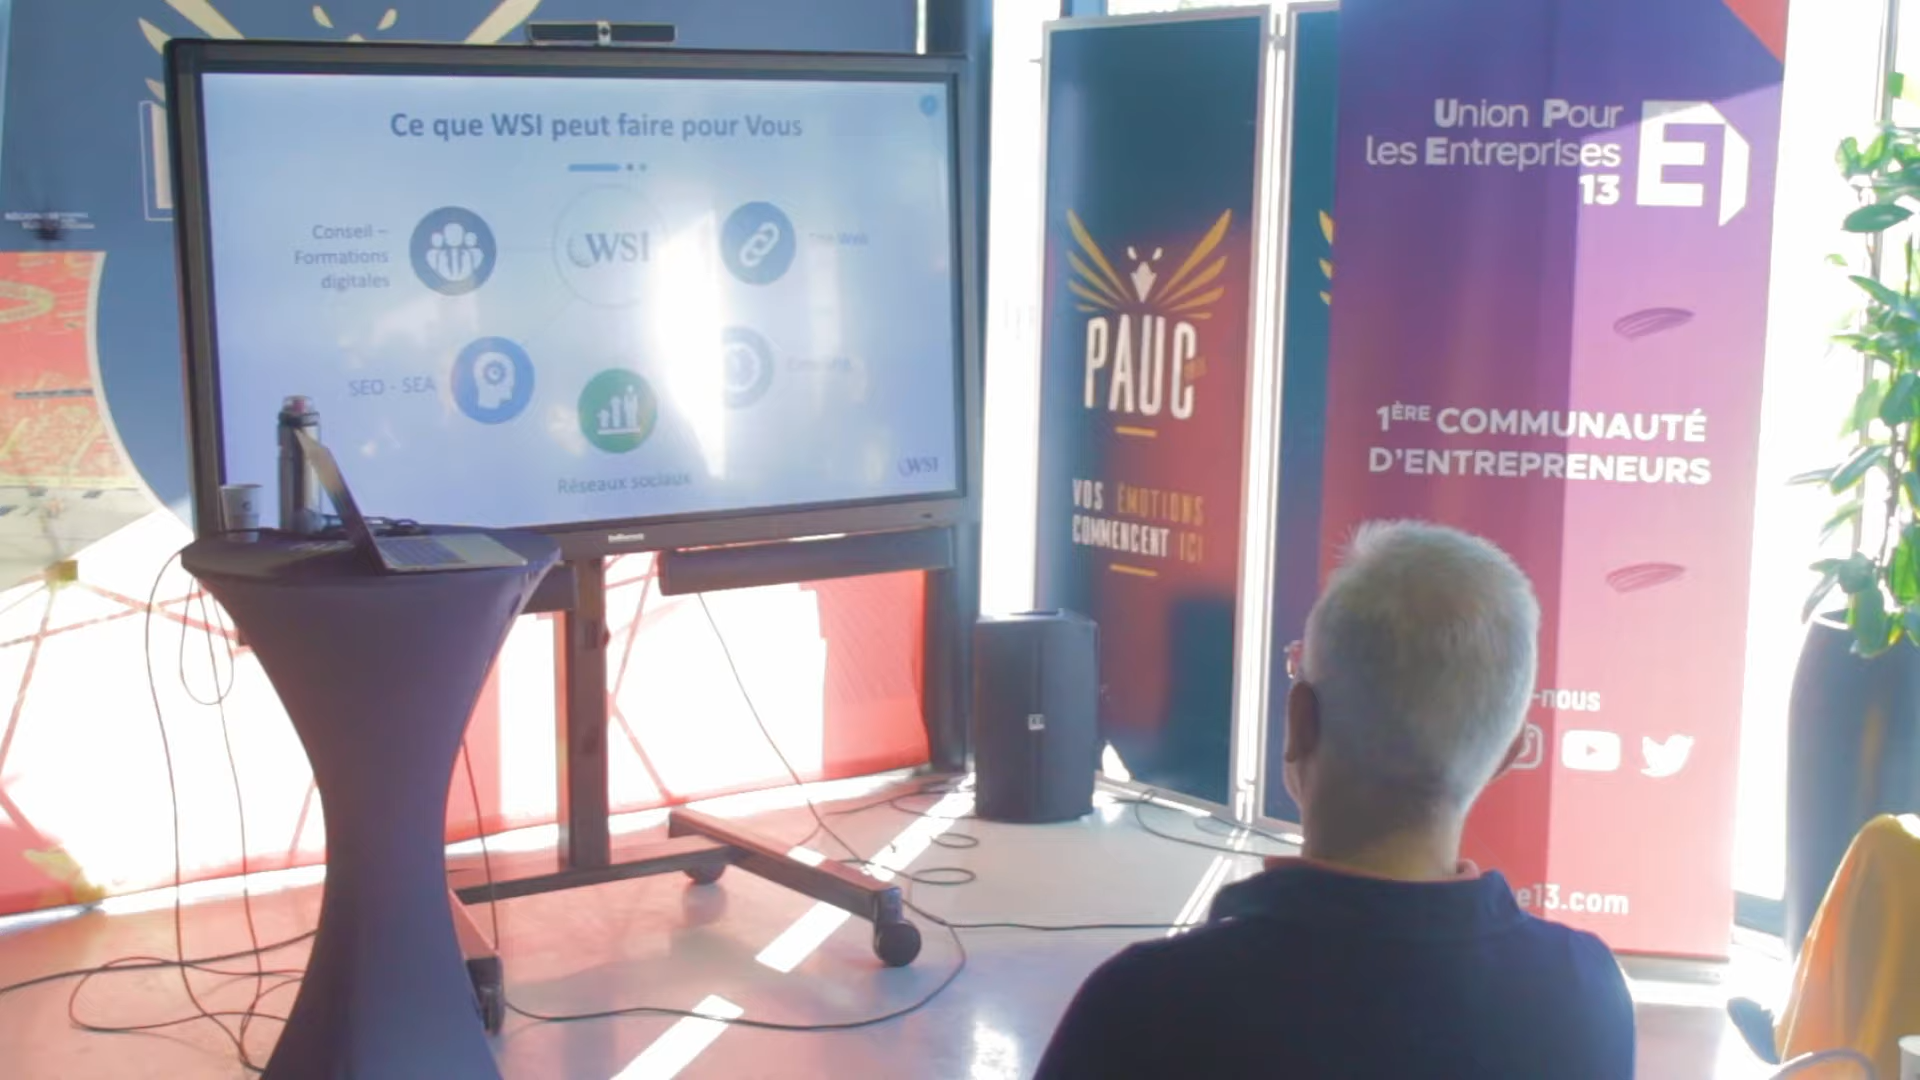 Ce que WSI peut faire pour Vous
Conseil –
Formations
digitales
WSI
SEO - SEA
Réseaux sociaux
WSI
PAUC
VOS ÉMOTIONS
COMMENCENT ICI
Union Pour
les Entreprises
13
1ÈRE COMMUNAUTÉ
D'ENTREPRENEURS
-nous
e13.com